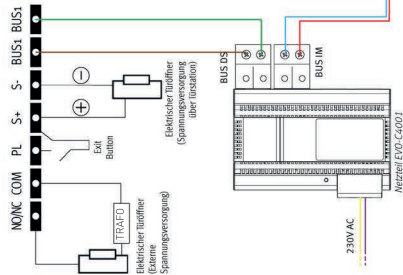 BUS1
BUS1
S-
S+
PL
COM
NO/NC
Exit
Button
TRAFO
Elektrischer Türöffner
(Spannungsversorgung
über Türstation)
Elektrischer Türöffner
(Externe
Spannungsversorgung)
BUS DS
BUS IM
230V AC
Netzteil EVO-C4001